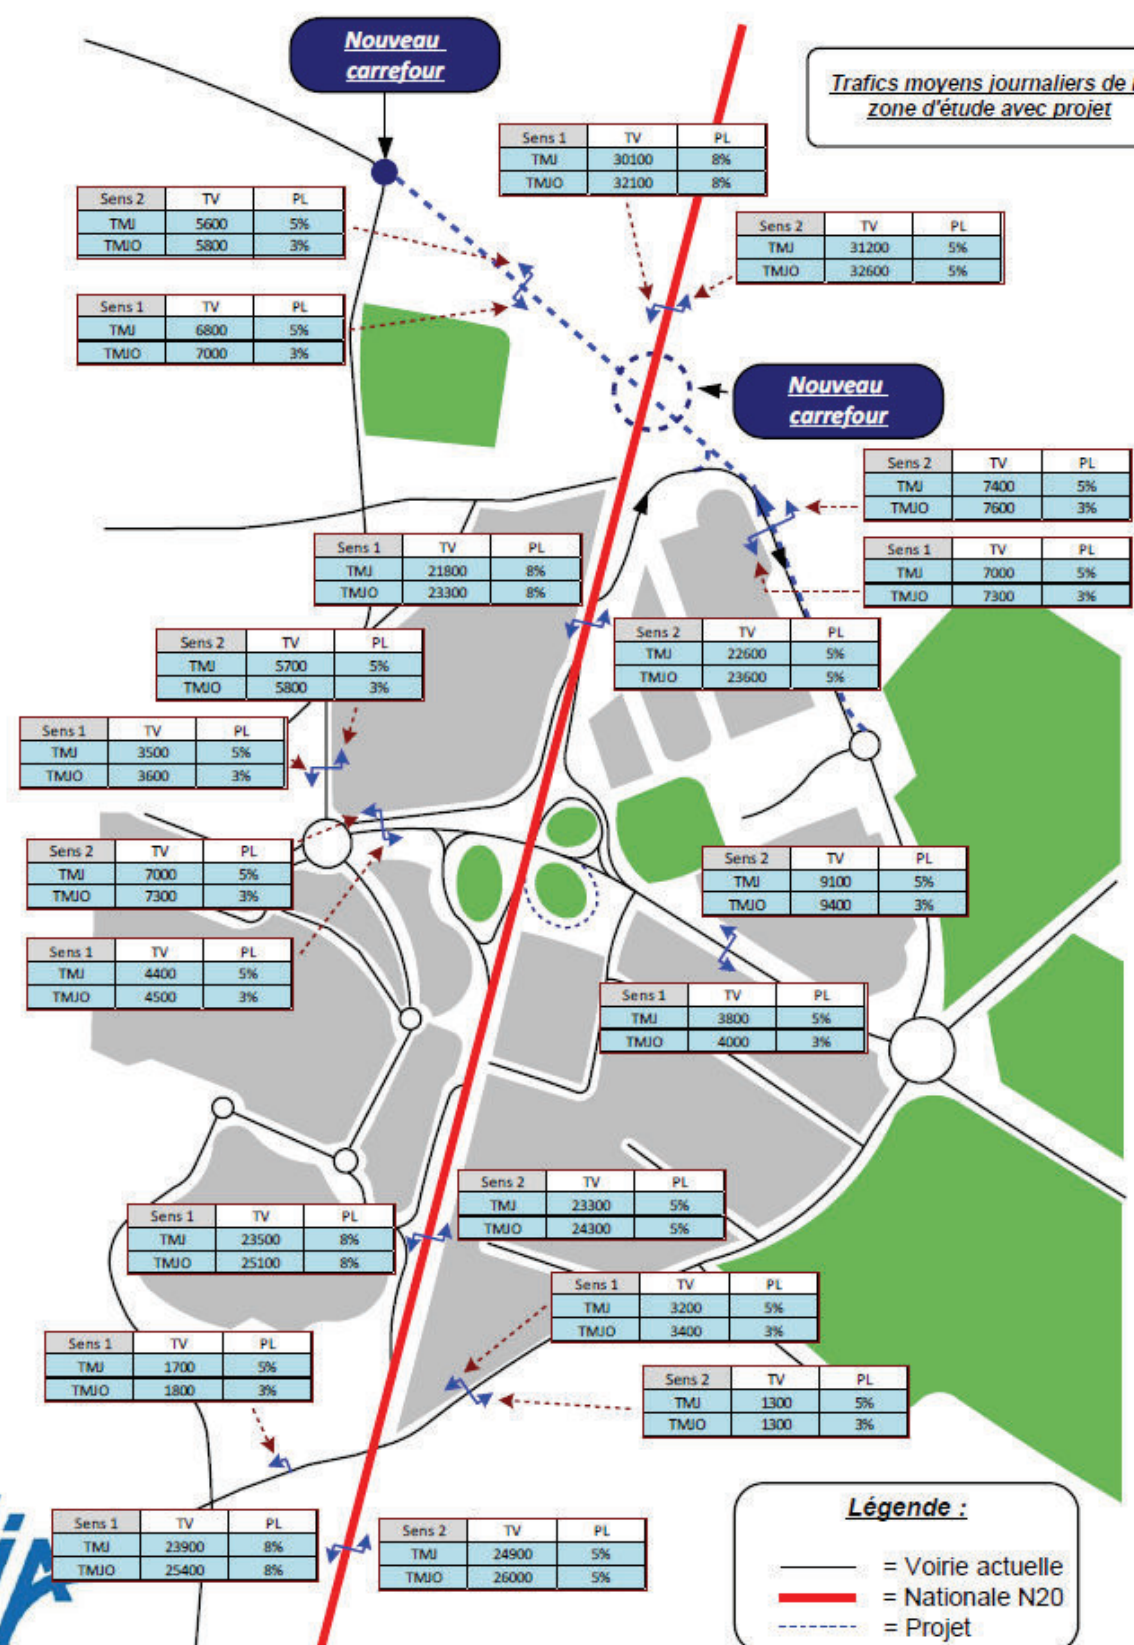 Nouveau
carrefour
Trafics moyens journaliers de
zone d'étude avec projet
Sens 1 TV PL
TMJ 30100 8%
TMJO 32100 8%
Sens 2 TV PL
TMJ 5600 5%
TMJO 5800 3%
Sens 2 TV PL
TMJ 31200 5%
TMJO 32600 5%
Sens 1 TV PL
TMJ 6800 5%
TMJO 7000 3%
Nouveau
carrefour
Sens 2 TV PL
TMJ 7400 5%
TMJO 7600 3%
Sens 1 TV PL
TMJ 21800 8%
TMJO 23300 8%
Sens 1 TV PL
TMJ 7000 5%
TMJO 7300 3%
Sens 2 TV PL
TMJ 5700 5%
TMJO 5800 3%
Sens 2 TV PL
TMJ 22600 5%
TMJO 23600 5%
Sens 1 TV PL
TMJ 3500 5%
TMJO 3600 3%
Sens 2 TV PL
TMJ 7000 5%
TMJO 7300 3%
Sens 2 TV PL
TMJ 9100 5%
TMJO 9400 3%
Sens 1 TV PL
TMJ 4400 5%
TMJO 4500 3%
Sens 1 TV PL
TMJ 3800 5%
TMJO 4000 3%
Sens 2 TV PL
TMJ 23300 5%
TMJO 24300 5%
Sens 1 TV PL
TMJ 23500 8%
TMJO 25100 8%
Sens 1 TV PL
TMJ 3200 5%
TMJO 3400 3%
Sens 1 TV PL
TMJ 1700 5%
TMJO 1800 3%
Sens 2 TV PL
TMJ 1300 5%
TMJO 1300 3%
Sens 1 TV PL
TMJ 23900 8%
TMJO 25400 8%
Sens 2 TV PL
TMJ 24900 5%
TMJO 26000 5%
Légende :
= Voirie actuelle
= Nationale N20
= Projet